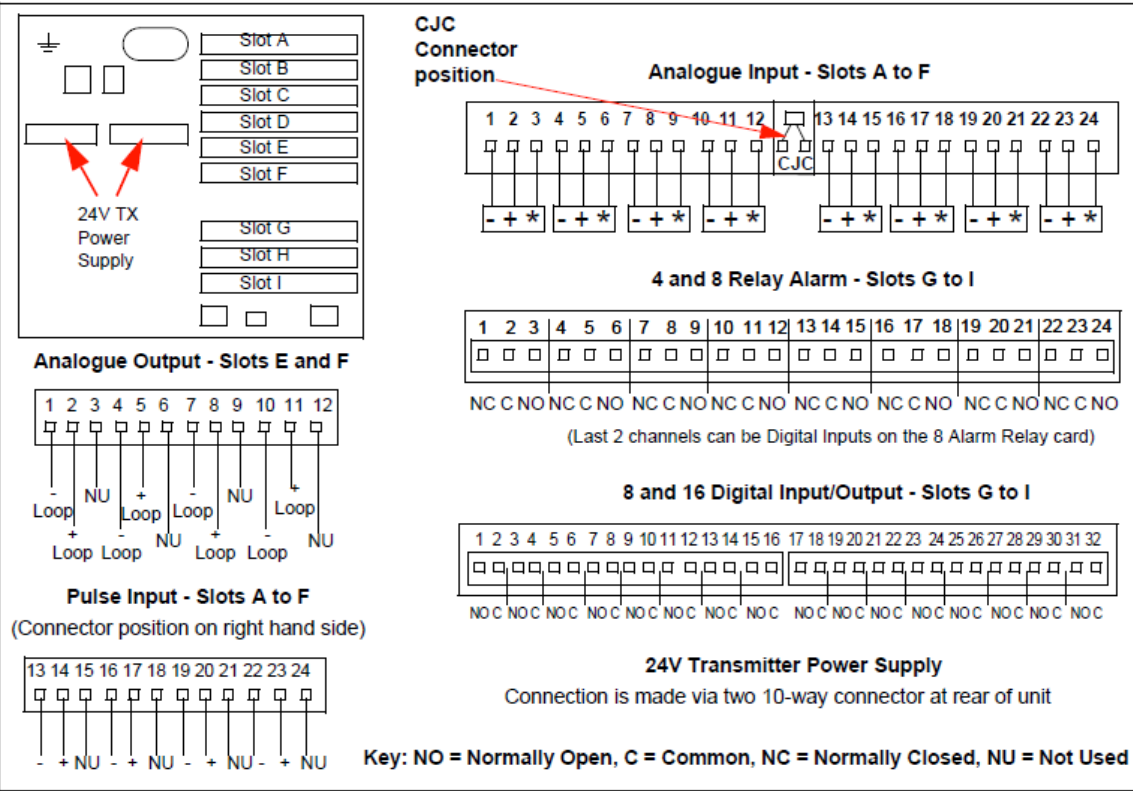 Slot A
Slot B
Slot C
Slot D
Slot E
Slot F
24V TX
Power
Supply
Slot G
Slot H
Slot I
CJC
Connector
position
Analogue Input - Slots A to F
1 2 3 4 5 6 7 8 9 10 11 12 13 14 15 16 17 18 19 20 21 22 23 24
CJC
- + * - + * - + * - + * - + * - + * - + * - + *
4 and 8 Relay Alarm - Slots G to I
1 2 3 4 5 6 7 8 9 10 11 12 13 14 15 16 17 18 19 20 21 22 23 24
NC C NO NC C NO NC C NO NC C NO NC C NO NC C NO NC C NO NC C NO
(Last 2 channels can be Digital Inputs on the 8 Alarm Relay card)
Analogue Output - Slots E and F
1 2 3 4 5 6 7 8 9 10 11 12
- NU + - NU +
Loop Loop Loop Loop
+ - NU + - NU
Loop Loop Loop Loop
8 and 16 Digital Input/Output - Slots G to I
1 2 3 4 5 6 7 8 9 10 11 12 13 14 15 16 17 18 19 20 21 22 23 24 25 26 27 28 29 30 31 32
NO C NO C NO C NO C NO C NO C NO C NO C NO C NO C NO C NO C NO C NO C NO C NO C
Pulse Input - Slots A to F
(Connector position on right hand side)
13 14 15 16 17 18 19 20 21 22 23 24
- + NU - + NU - + NU - + NU
24V Transmitter Power Supply
Connection is made via two 10-way connector at rear of unit
Key: NO = Normally Open, C = Common, NC = Normally Closed, NU = Not Used